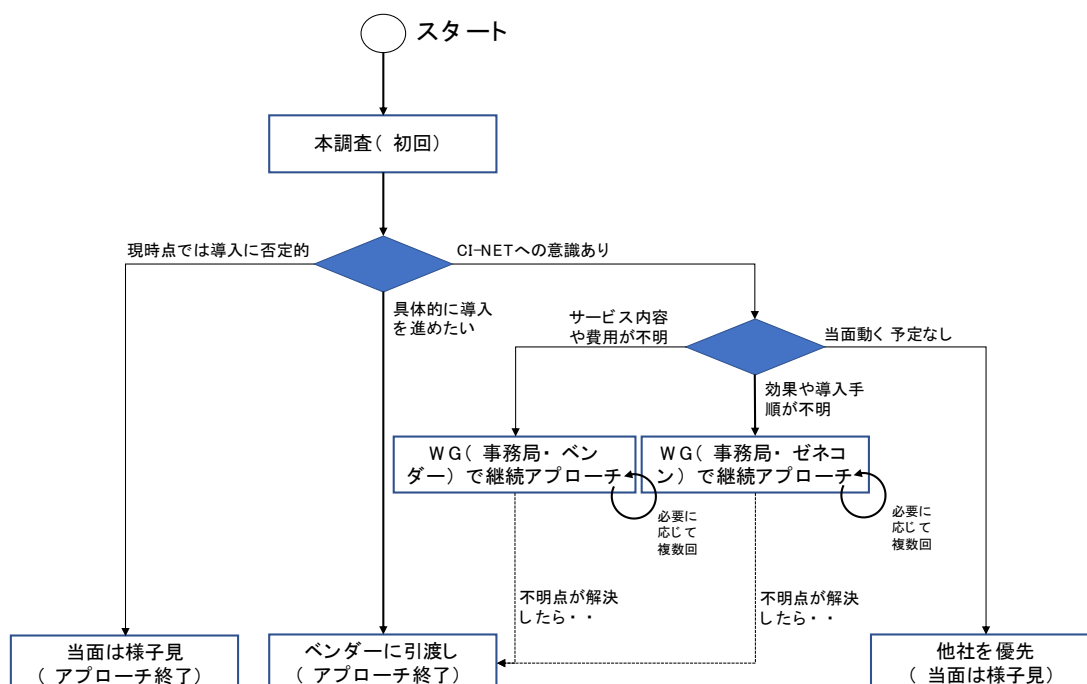 スタート
本調査( 初回)
現時点では導入に否定的
CI-NETへの意識あり
具体的に導入
を進めたい
サービス内容
や費用が不明
当面動く 予定なし
効果や導入手
順が不明
WG( 事務局・ ベン
ダー) で継続アプローチ
WG( 事務局・ ゼネコ
ン) で継続アプローチ
必要に
応じて
複数回
必要に
応じて
複数回
不明点が解決
したら・・
不明点が解決
したら・・
当面は様子見
( アプローチ終了)
ベンダーに引渡し
( アプローチ終了)
他社を優先
( 当面は様子見)